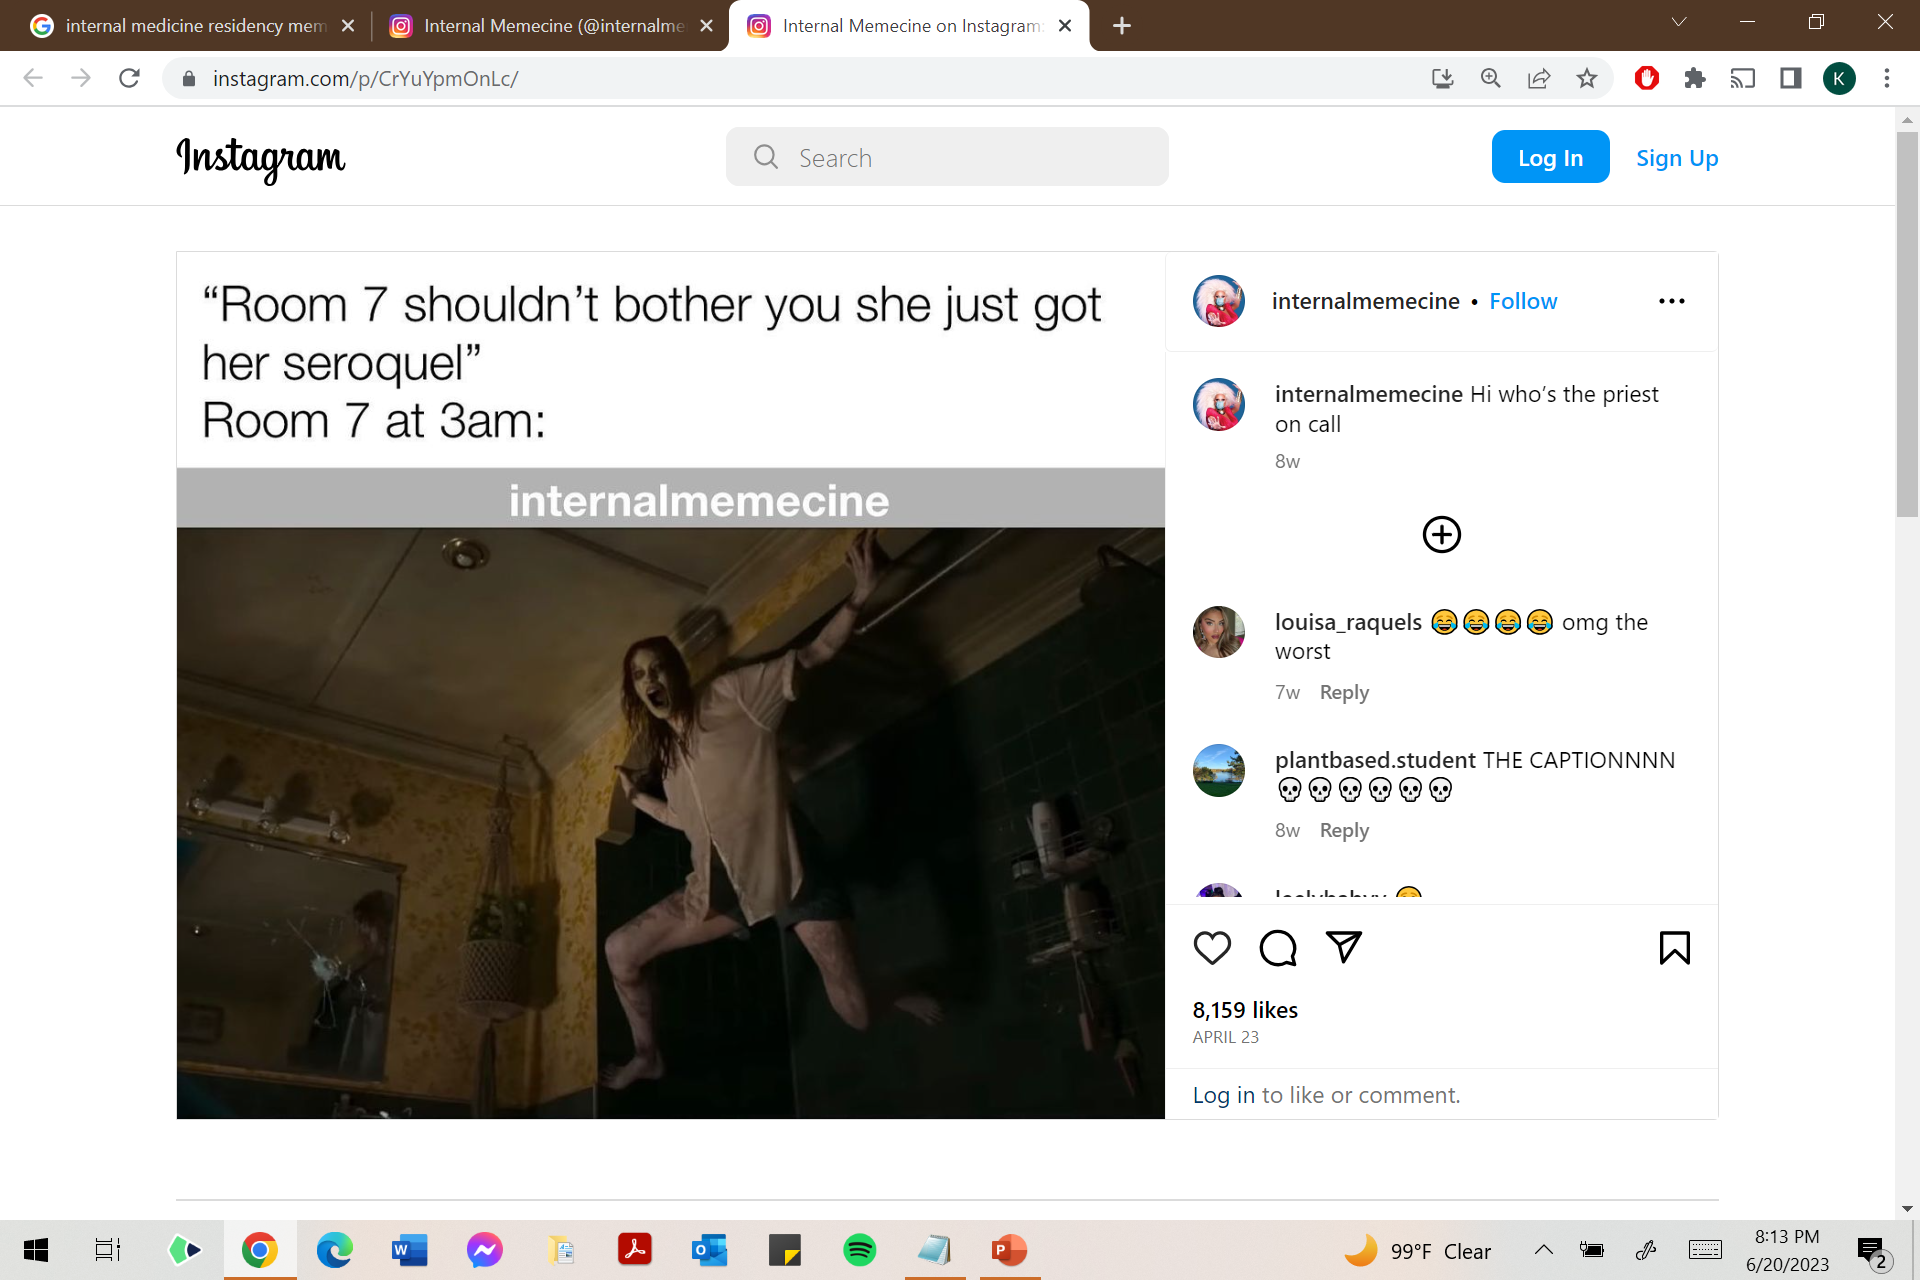 internal medicine residency mem
Internal Memecine (@internalme
Internal Memecine on Instagram:
instagram.com/p/CrYuYpmOnLc/
K
Instagram
Search
Log In
Sign Up
“Room 7 shouldn’t bother you she just got
her seroquel”
Room 7 at 3am:
internalmemecine
internalmemecine • Follow
internalmemecine Hi who’s the priest
on call
8w
louisa_raquels 😂😂😂😂 omg the
worst
7w Reply
plantbased.student THE CAPTIONNNN
💀💀💀💀💀💀
8w Reply
8,159 likes
APRIL 23
Log in to like or comment.
99°F Clear
8:13 PM
6/20/2023
2